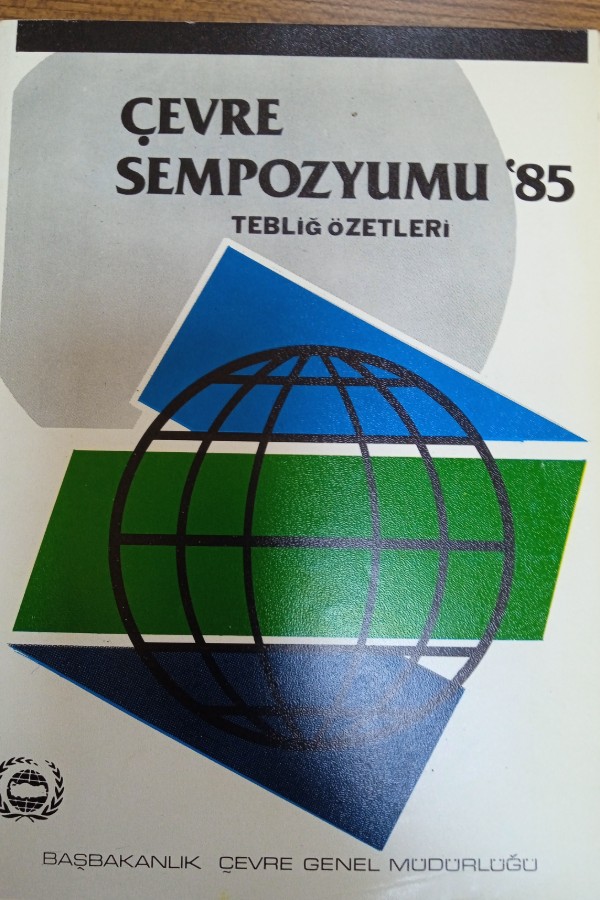 ÇEVRE
SEMPOZYUMU '85
TEBLİĞ ÖZETLERİ
BAŞBAKANLIK ÇEVRE GENEL MÜDÜRLÜĞÜ